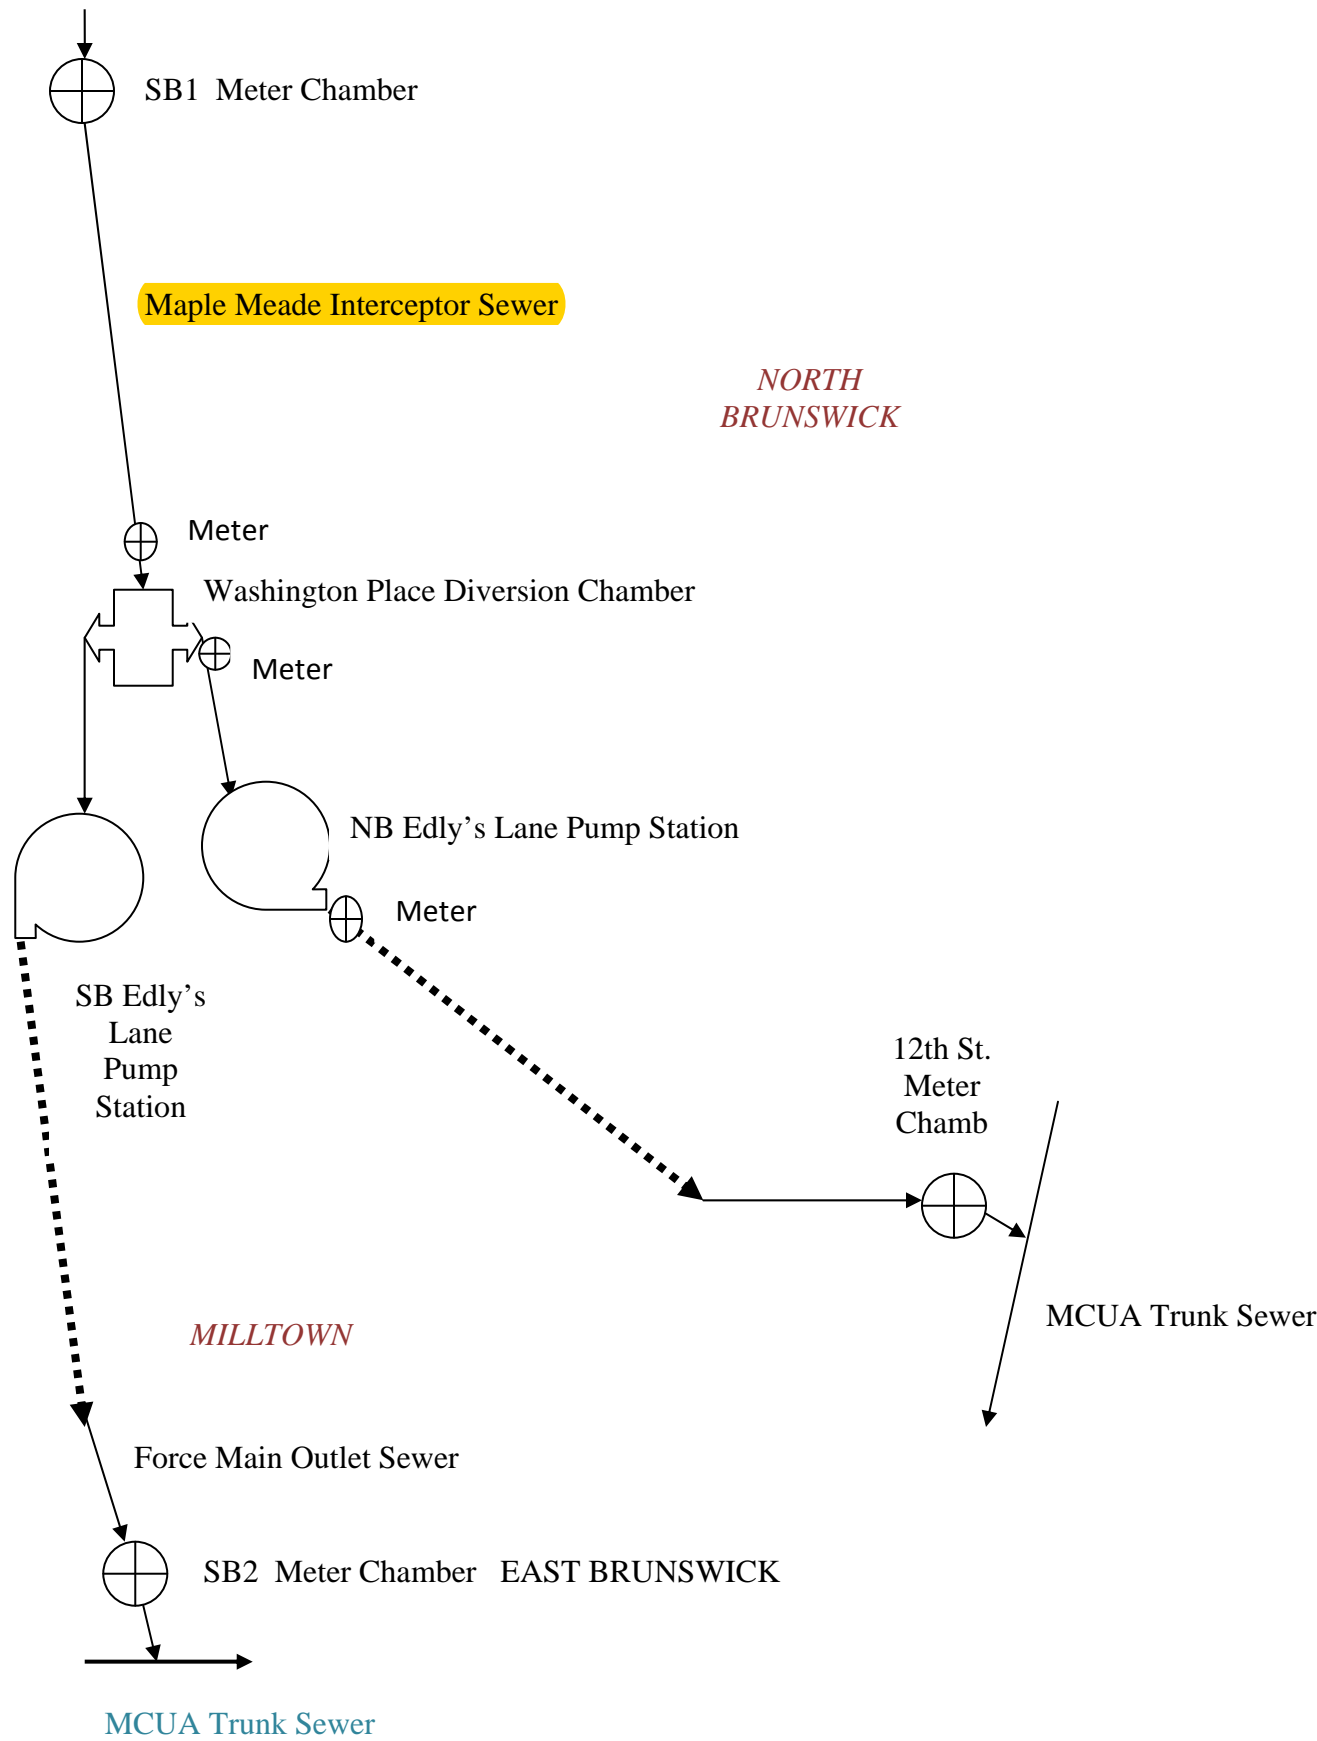 SB1 Meter Chamber
Maple Meade Interceptor Sewer
NORTH
BRUNSWICK
Meter
Washington Place Diversion Chamber
Meter
NB Edly’s Lane Pump Station
Meter
SB Edly’s
Lane
Pump
Station
12th St.
Meter
Chamb
MCUA Trunk Sewer
MILLTOWN
Force Main Outlet Sewer
SB2 Meter Chamber EAST BRUNSWICK
MCUA Trunk Sewer